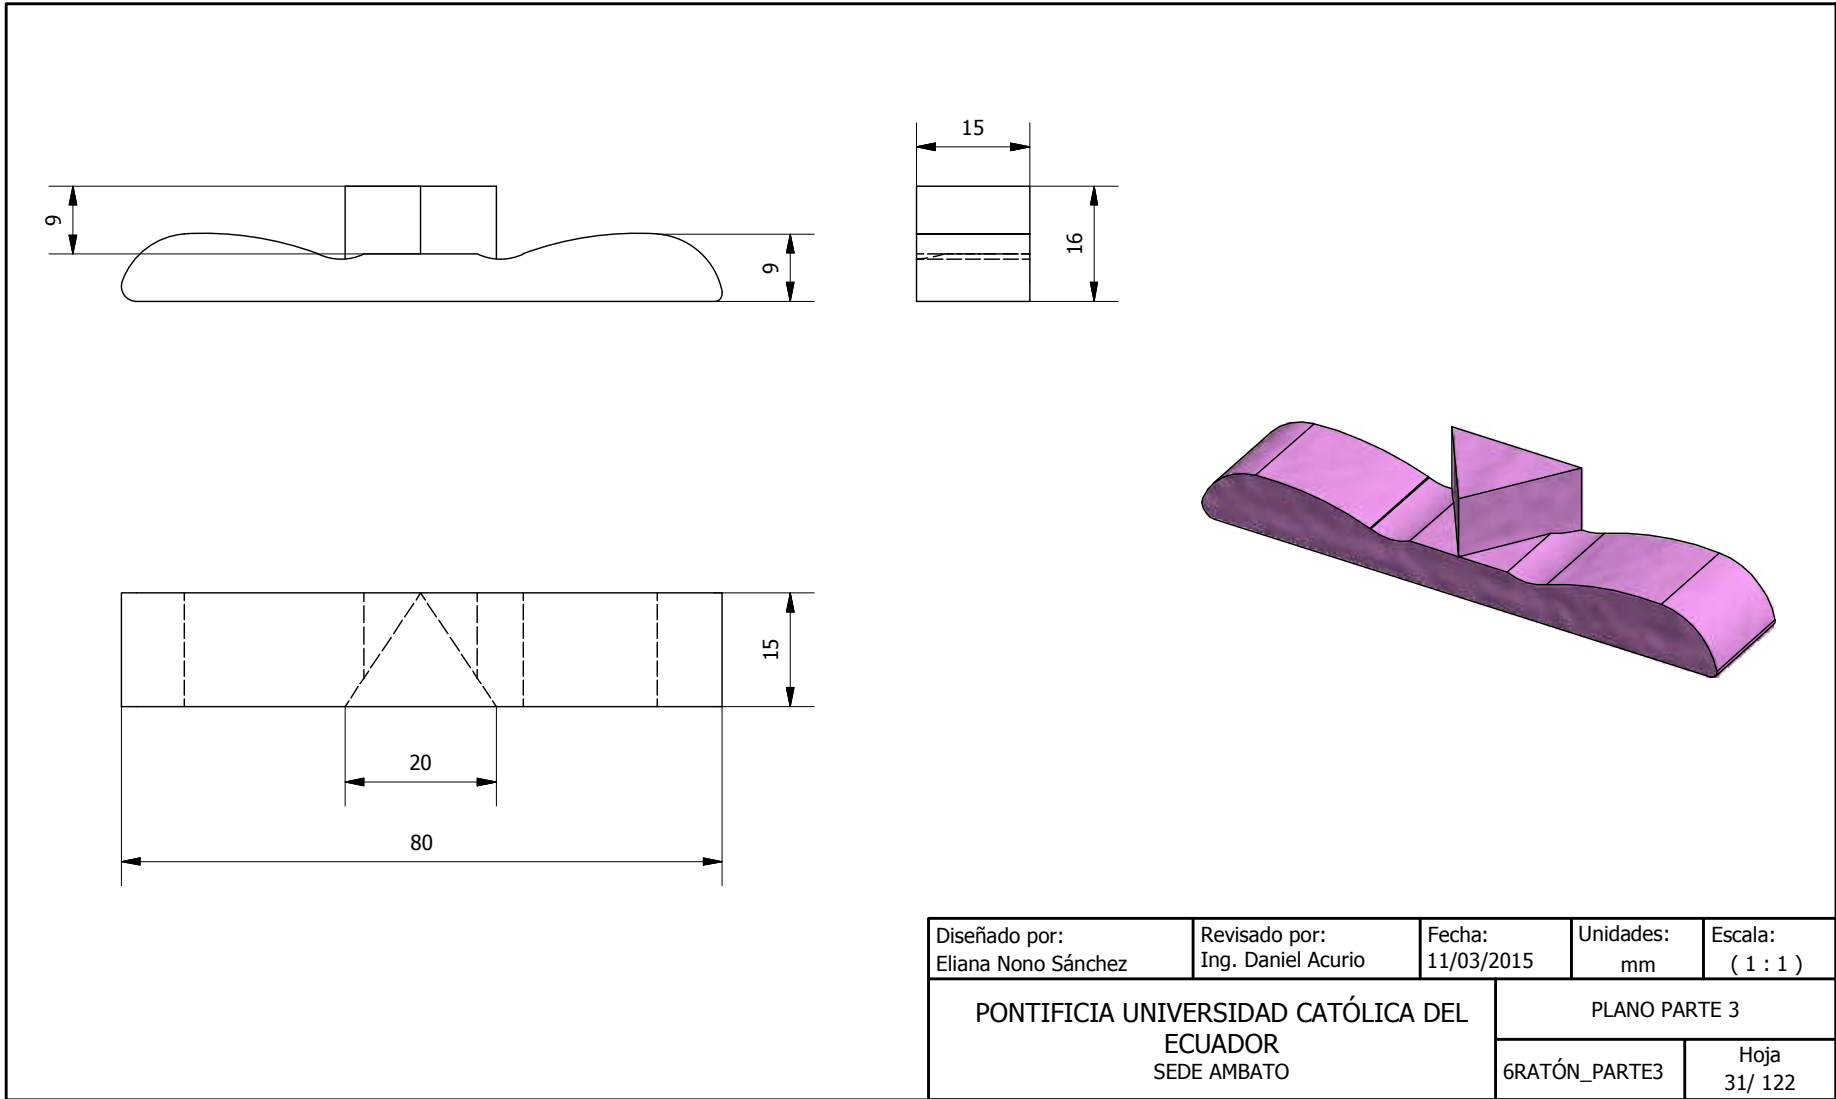 15
9
9
16
15
20
80
Diseñado por:
Eliana Nono Sánchez
Revisado por:
Ing. Daniel Acurio
Fecha:
11/03/2015
Unidades:
mm
Escala:
( 1 : 1 )
PONTIFICIA UNIVERSIDAD CATÓLICA DEL
ECUADOR
SEDE AMBATO
PLANO PARTE 3
6RATÓN_PARTE3
Hoja
31/ 122